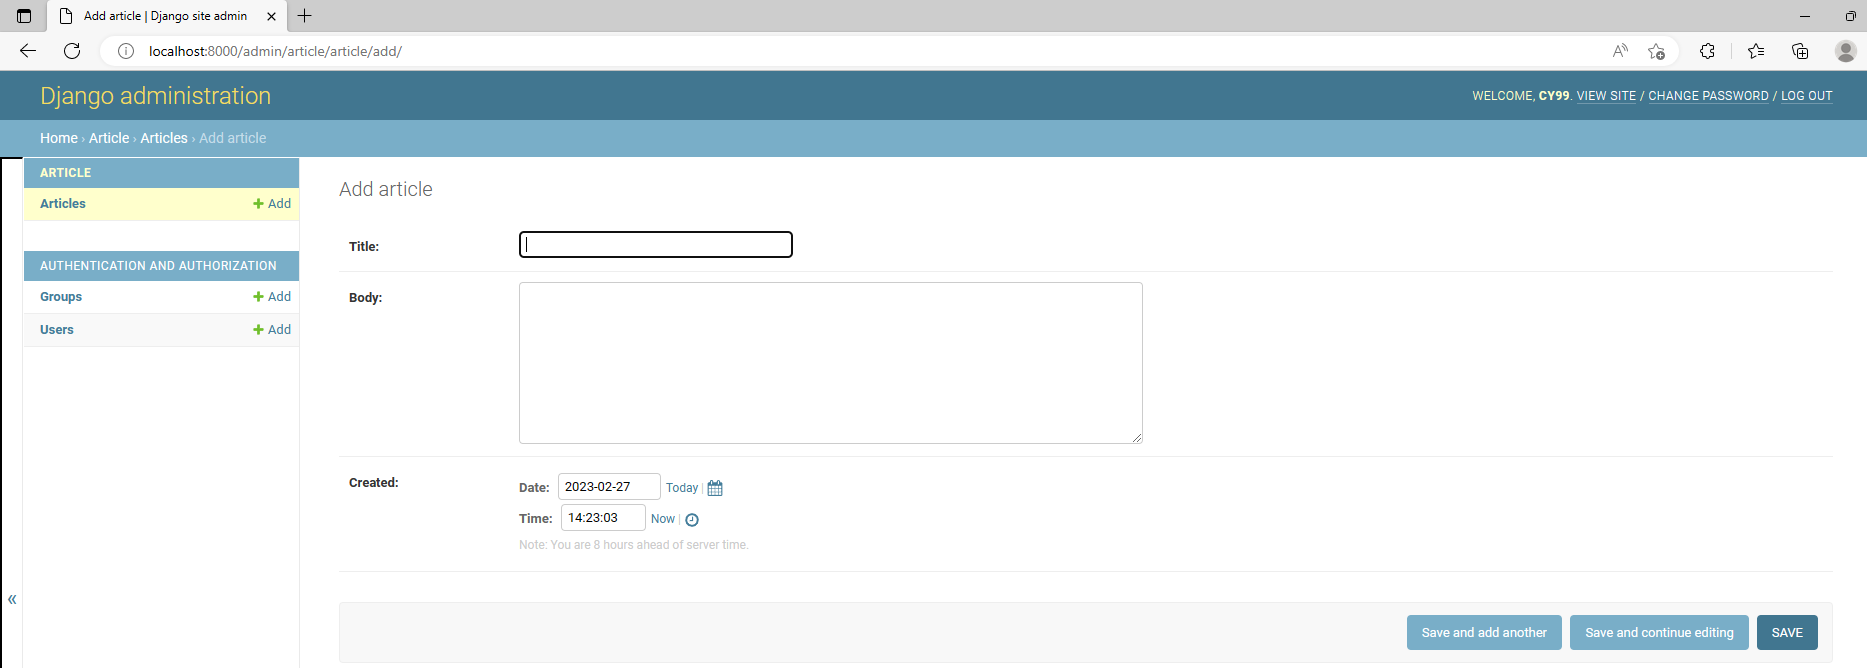 Add article | Django site admin
localhost:8000/admin/article/article/add/
Django administration
WELCOME, CY99. VIEW SITE / CHANGE PASSWORD / LOG OUT
Home › Article › Articles › Add article
ARTICLE
Articles + Add
AUTHENTICATION AND AUTHORIZATION
Groups + Add
Users + Add
«
Add article
Title:
Body:
Created:
Date: 2023-02-27 Today |
Time: 14:23:03 Now |
Note: You are 8 hours ahead of server time.
Save and add another Save and continue editing SAVE